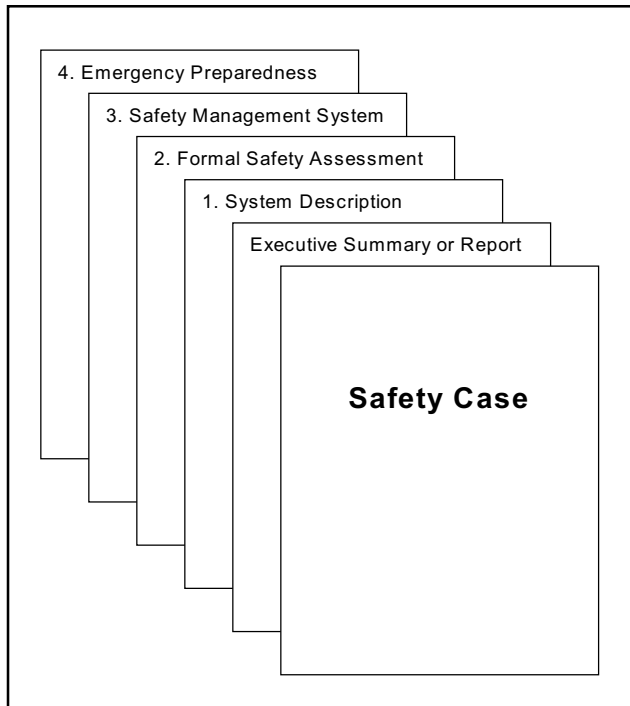 4. Emergency Preparedness
3. Safety Management System
2. Formal Safety Assessment
1. System Description
Executive Summary or Report
Safety Case